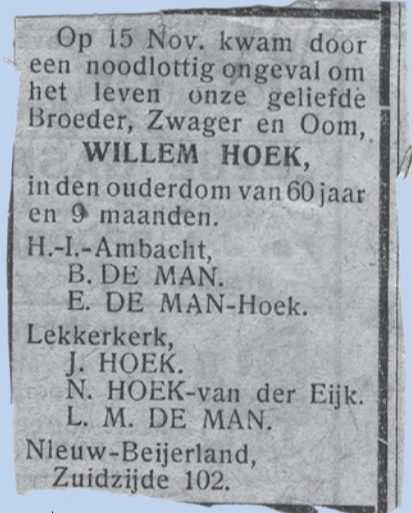 Op 15 Nov. kwam door
een noodlottig ongeval om
het leven onze geliefde
Broeder, Zwager en Oom,
WILLEM HOEK,
in den ouderdom van 60 jaar
en 9 maanden.
H.-I.-Ambacht,
B. DE MAN.
E. DE MAN-Hoek.
Lekkerkerk,
J. HOEK.
N. HOEK-van der Eijk.
L. M. DE MAN.
Nieuw-Beijerland,
Zuidzijde 102.